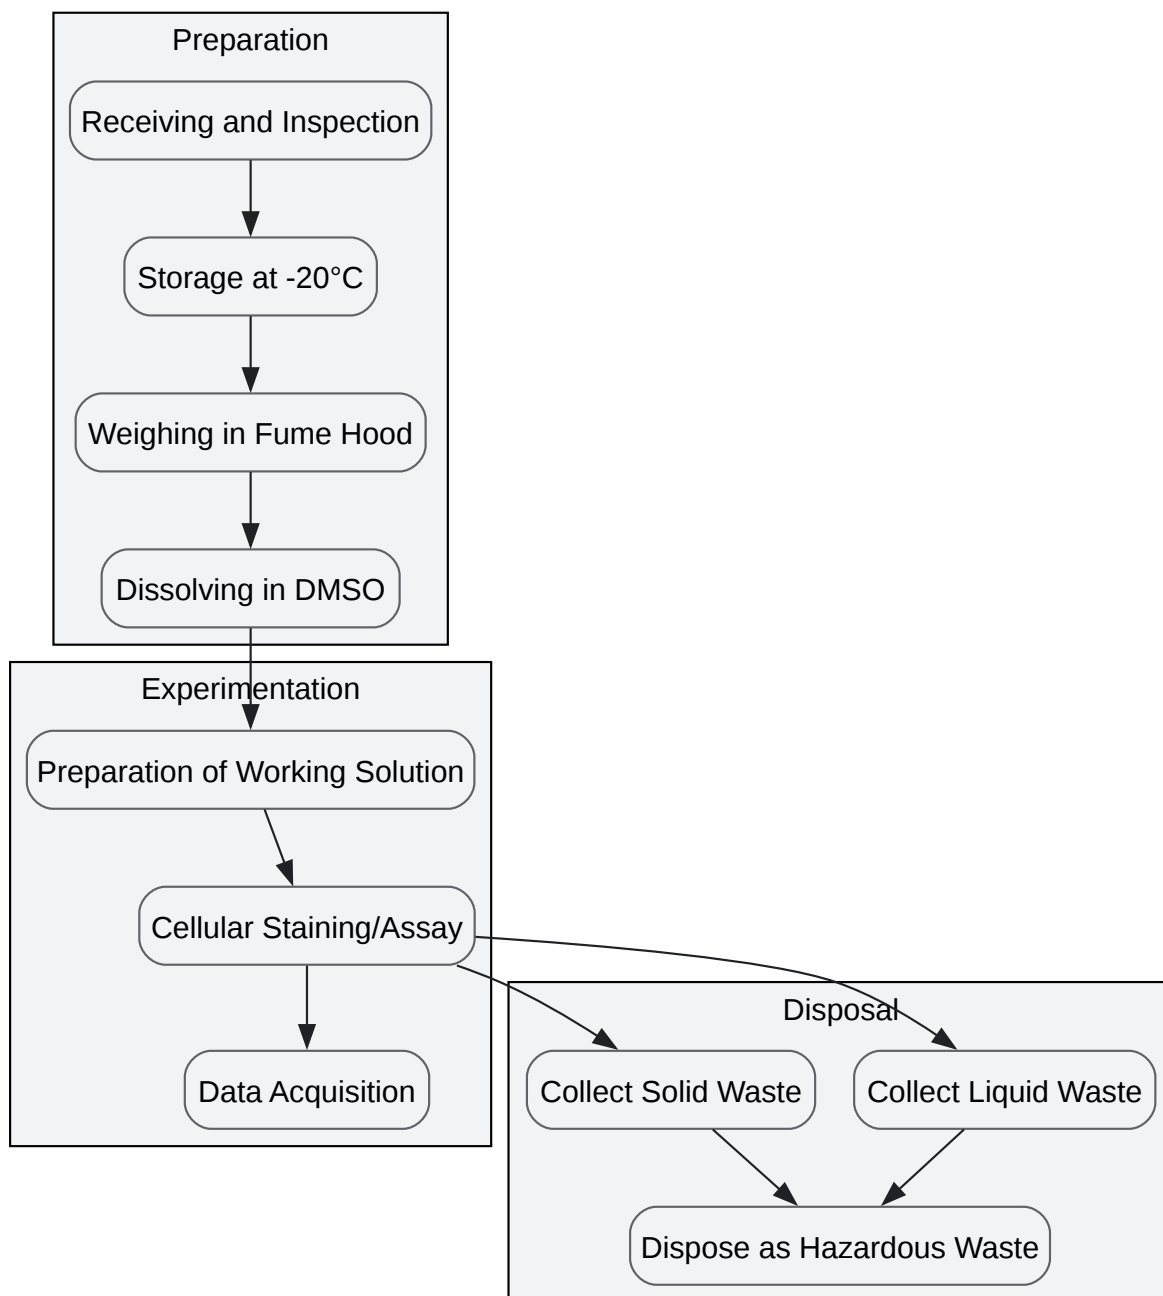 Preparation
Receiving and Inspection
Storage at -20°C
Weighing in Fume Hood
Dissolving in DMSO
Experimentation
Preparation of Working Solution
Cellular Staining/Assay
Data Acquisition
Disposal
Collect Solid Waste
Collect Liquid Waste
Dispose as Hazardous Waste